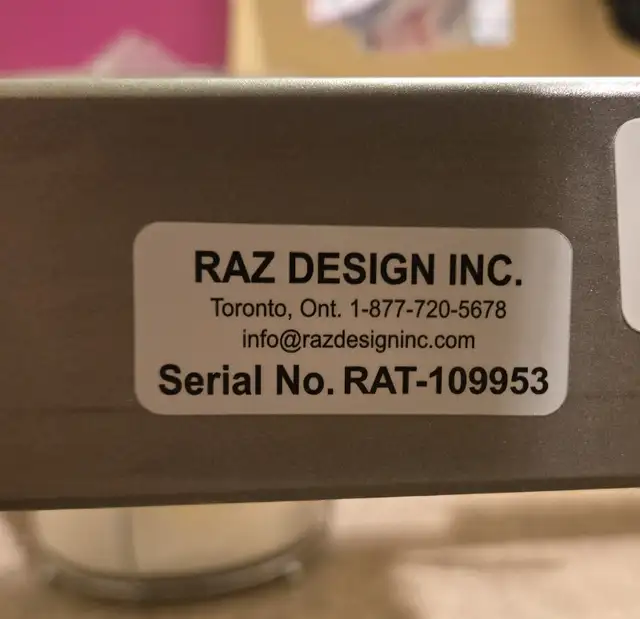 RAZ DESIGN INC.
Toronto, Ont. 1-877-720-5678
info@razdesigninc.com
Serial No. RAT-109953